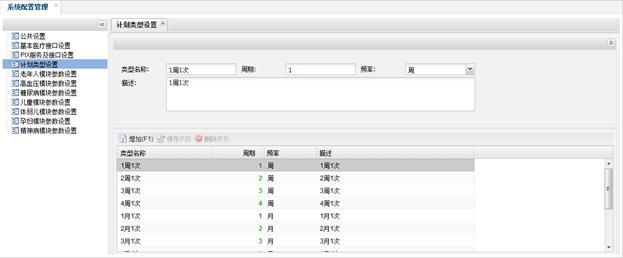 系统配置管理
公共设置
基本医疗接口设置
PIX服务及接口设置
计划类型设置
老年人模块参数设置
高血压模块参数设置
糖尿病模块参数设置
儿童模块参数设置
体弱儿模块参数设置
孕妇模块参数设置
精神病模块参数设置
计划类型设置
类型名称: 1周1次 周期: 1 频率: 周
描述: 1周1次
增加(F1) 保存(F2) 删除(F3)
类型名称 周期 频率 描述
1周1次 1 周 1周1次
2周1次 2 周 2周1次
3周1次 3 周 3周1次
4周1次 4 周 4周1次
1月1次 1 月 1月1次
2月1次 2 月 2月1次
3月1次 3 月 3月1次